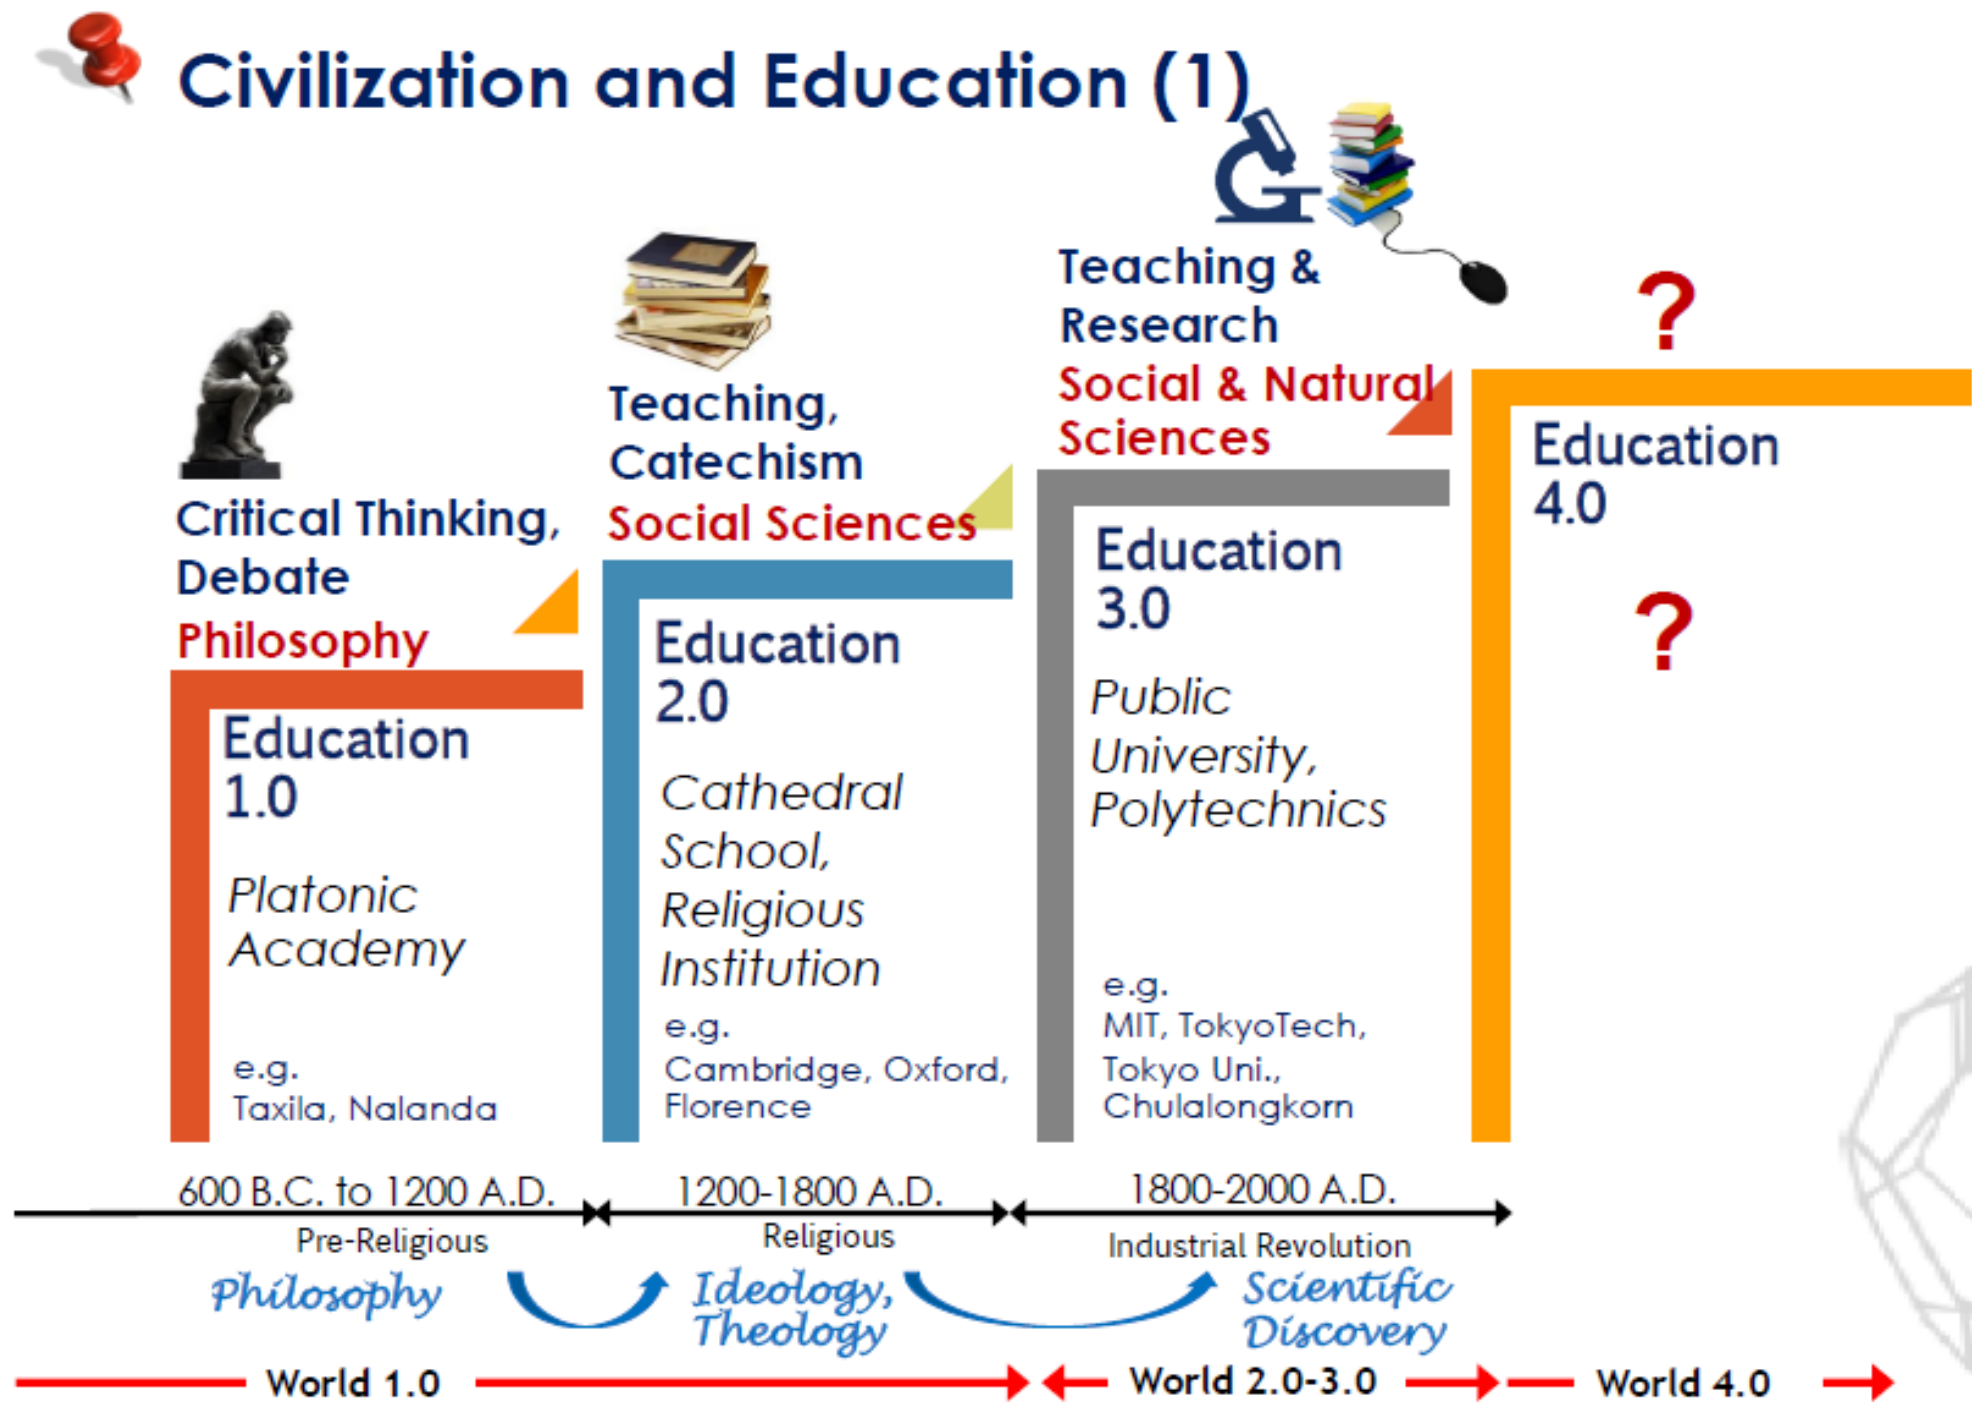 Civilization and Education (1)
Critical Thinking,
Debate
Philosophy
Education
1.0
Platonic
Academy
e.g.
Taxila, Nalanda
Teaching,
Catechism
Social Sciences
Education
2.0
Cathedral
School,
Religious
Institution
e.g.
Cambridge, Oxford,
Florence
Teaching &
Research
Social & Natural
Sciences
Education
3.0
Public
University,
Polytechnics
e.g.
MIT, TokyoTech,
Tokyo Uni.,
Chulalongkorn
?
Education
4.0
?
600 B.C. to 1200 A.D.
1200-1800 A.D.
1800-2000 A.D.
Pre-Religious
Religious
Industrial Revolution
Philosophy
Ideology,
Theology
Scientific
Discovery
World 1.0
World 2.0-3.0
World 4.0